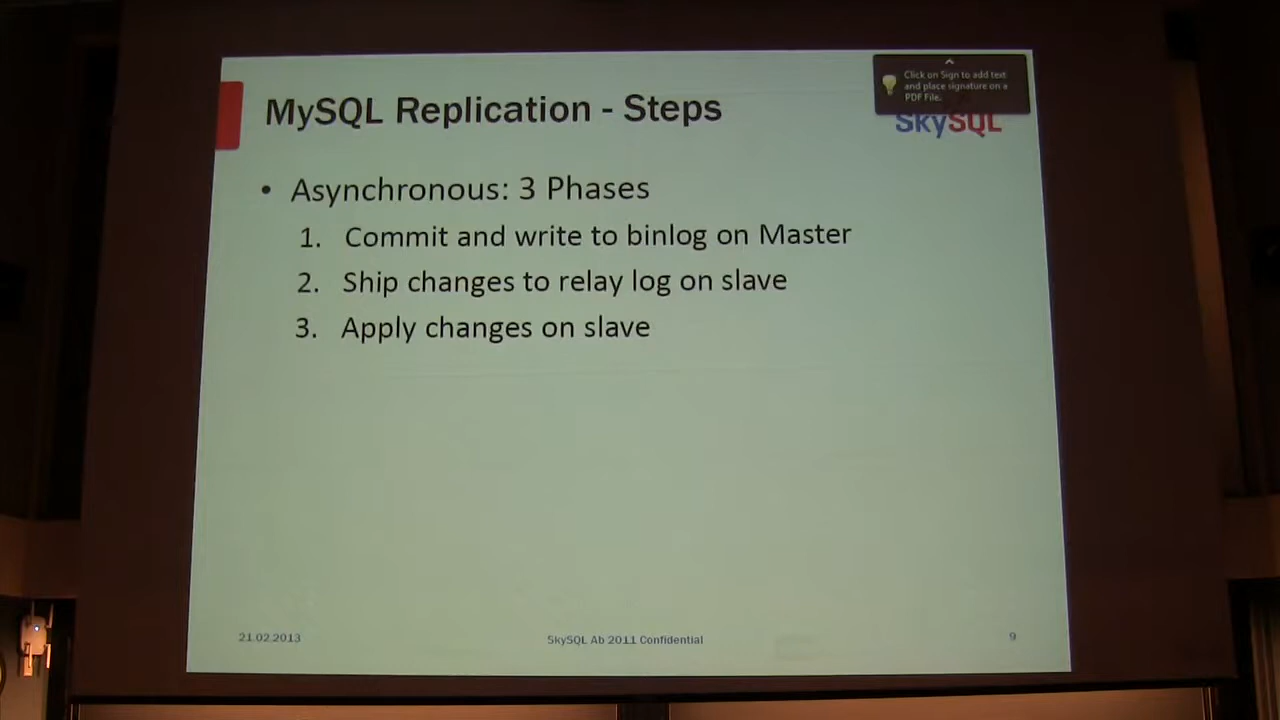 Click on Sign to add text
and place signature on a
PDF File.
MySQL Replication - Steps
SkySQL
• Asynchronous: 3 Phases
1. Commit and write to binlog on Master
2. Ship changes to relay log on slave
3. Apply changes on slave
21.02.2013
SkySQL Ab 2011 Confidential
9